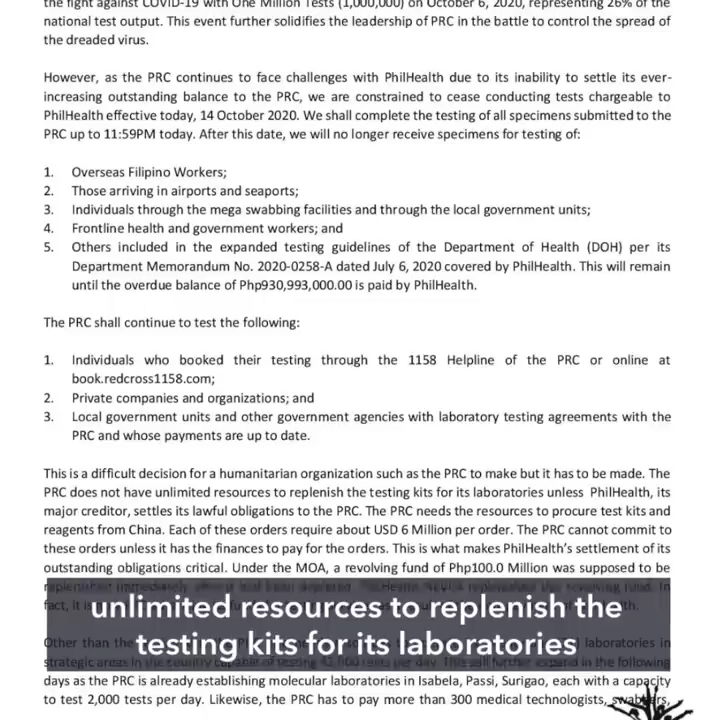 the fight against COVID-19 with One Million Tests (1,000,000) on October 6, 2020, representing 26% of the
national test output. This event further solidifies the leadership of PRC in the battle to control the spread of
the dreaded virus.
However, as the PRC continues to face challenges with PhilHealth due to its inability to settle its ever-
increasing outstanding balance to the PRC, we are constrained to cease conducting tests chargeable to
PhilHealth effective today, 14 October 2020. We shall complete the testing of all specimens submitted to the
PRC up to 11:59PM today. After this date, we will no longer receive specimens for testing of:
1. Overseas Filipino Workers;
2. Those arriving in airports and seaports;
3. Individuals through the mega swabbing facilities and through the local government units;
4. Frontline health and government workers; and
5. Others included in the expanded testing guidelines of the Department of Health (DOH) per its
Department Memorandum No. 2020-0258-A dated July 6, 2020 covered by PhilHealth. This will remain
until the overdue balance of Php930,993,000.00 is paid by PhilHealth.
The PRC shall continue to test the following:
1. Individuals who booked their testing through the 1158 Helpline of the PRC or online at
book.redcross1158.com;
2. Private companies and organizations; and
3. Local government units and other government agencies with laboratory testing agreements with the
PRC and whose payments are up to date.
This is a difficult decision for a humanitarian organization such as the PRC to make but it has to be made. The
PRC does not have unlimited resources to replenish the testing kits for its laboratories unless PhilHealth, its
major creditor, settles its lawful obligations to the PRC. The PRC needs the resources to procure test kits and
reagents from China. Each of these orders require about USD 6 Million per order. The PRC cannot commit to
these orders unless it has the finances to pay for the orders. This is what makes PhilHealth's settlement of its
outstanding obligations critical. Under the MOA, a revolving fund of Php100.0 Million was supposed to be
fact, it is
unlimited resources to replenish the
testing kits for its laboratories
Other than the laboratories in
strategic areas in the country capable of testing per day. This will further expand in the following
days as the PRC is already establishing molecular laboratories in Isabela, Passi, Surigao, each with a capacity
to test 2,000 tests per day. Likewise, the PRC has to pay more than 300 medical technologists, swabbers,